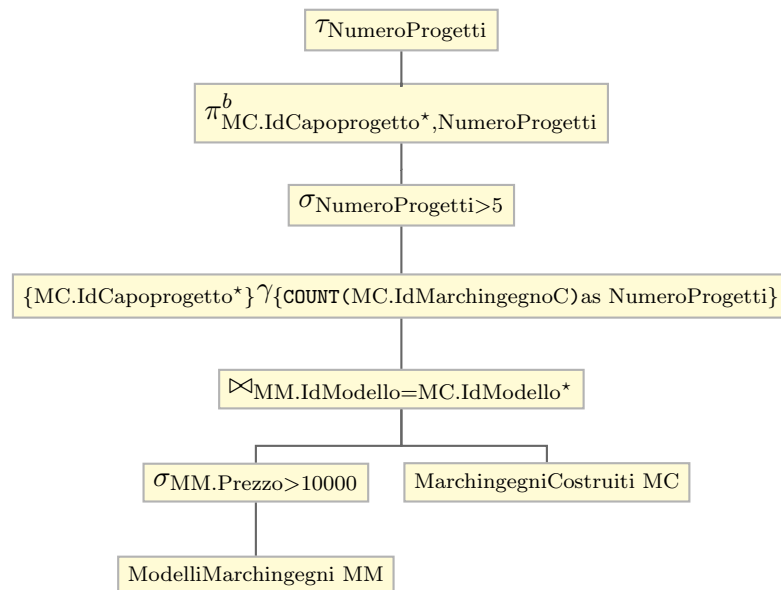 τNumeroProgetti
π^b MC.IdCapoprogetto*,NumeroProgetti
σNumeroProgetti>5
{MC.IdCapoprogetto*}γ{COUNT(MC.IdMarchingegnoC)as NumeroProgetti}
⋈MM.IdModello=MC.IdModello*
σMM.Prezzo>10000
MarchingegniCostruiti MC
ModelliMarchingegni MM